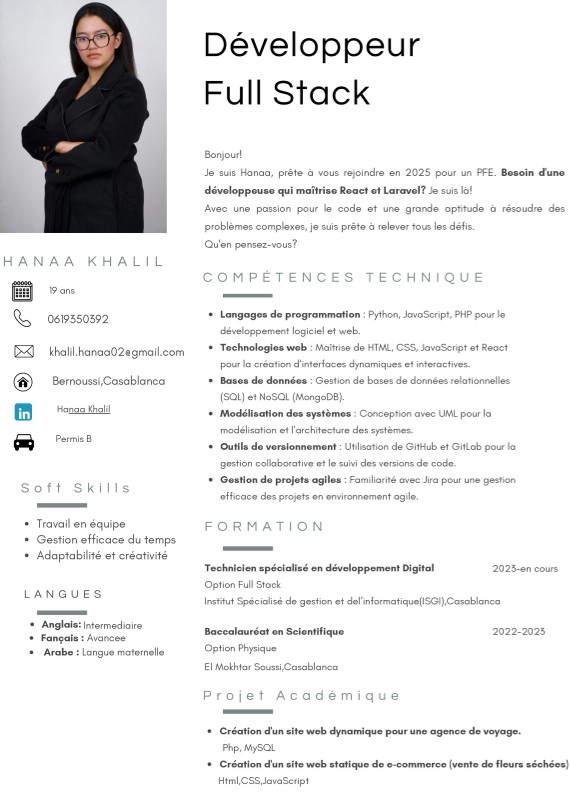 Développeur
Full Stack
Bonjour!
Je suis Hanaa, prête à vous rejoindre en 2025 pour un PFE. Besoin d'une
développeuse qui maîtrise React et Laravel? Je suis là!
Avec une passion pour le code et une grande aptitude à résoudre des
problèmes complexes, je suis prête à relever tous les défis.
Qu'en pensez-vous?
HANAA KHALIL
19 ans
0619350392
khalil.hanaa02@gmail.com
Bernoussi,Casablanca
in
Hanaa Khalil
Permis B
Soft Skills
• Travail en équipe
• Gestion efficace du temps
• Adaptabilité et créativité
LANGUES
• Anglais: Intermediaire
• Fançais : Avancee
• Arabe : Langue maternelle
COMPÉTENCES TECHNIQUE
• Langages de programmation : Python, JavaScript, PHP pour le
développement logiciel et web.
• Technologies web : Maîtrise de HTML, CSS, JavaScript et React
pour la création d'interfaces dynamiques et interactives.
• Bases de données : Gestion de bases de données relationnelles
(SQL) et NoSQL (MongoDB).
• Modélisation des systèmes : Conception avec UML pour la
modélisation et l'architecture des systèmes.
• Outils de versionnement : Utilisation de GitHub et GitLab pour la
gestion collaborative et le suivi des versions de code.
• Gestion de projets agiles : Familiarité avec Jira pour une gestion
efficace des projets en environnement agile.
FORMATION
Technicien spécialisé en développement Digital 2023-en cours
Option Full Stack
Institut Spécialisé de gestion et del'informatique(ISGI),Casablanca
Baccalauréat en Scientifique 2022-2023
Option Physique
El Mokhtar Soussi,Casablanca
Projet Académique
• Création d'un site web dynamique pour une agence de voyage.
Php, MySQL
• Création d'un site web statique de e-commerce (vente de fleurs séchées)
Html,CSS,JavaScript